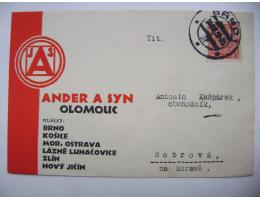 JAS
ANDER A SYN
OLOMOUC
FILIÁLKY:
BRNO
KOŠICE
MOR. OSTRAVA
LÁZNĚ LUHAČOVICE
ZLÍN
NOVÝ JIČÍN
Tit.
Antonín Kašpárek,
obchodník,
Bobrová,
na Moravě.
BRNO